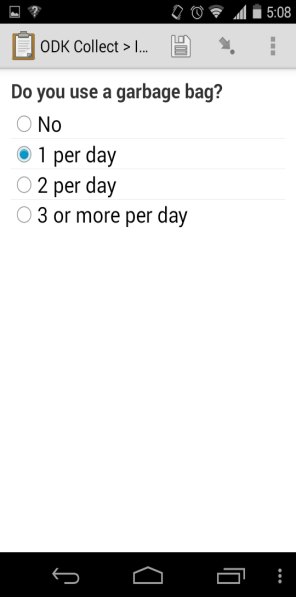 5:08
ODK Collect > I...
Do you use a garbage bag?
No
1 per day
2 per day
3 or more per day